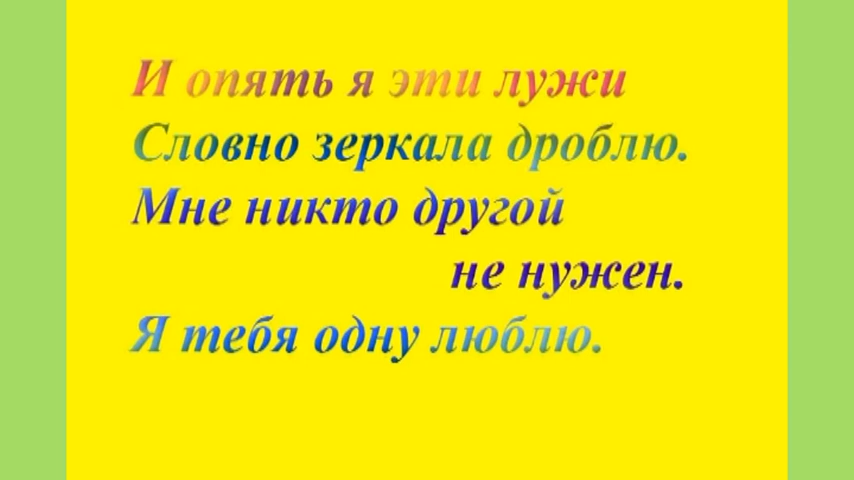 И опять я эти лужи
Словно зеркала дроблю.
Мне никто другой
не нужен.
Я тебя одну люблю.